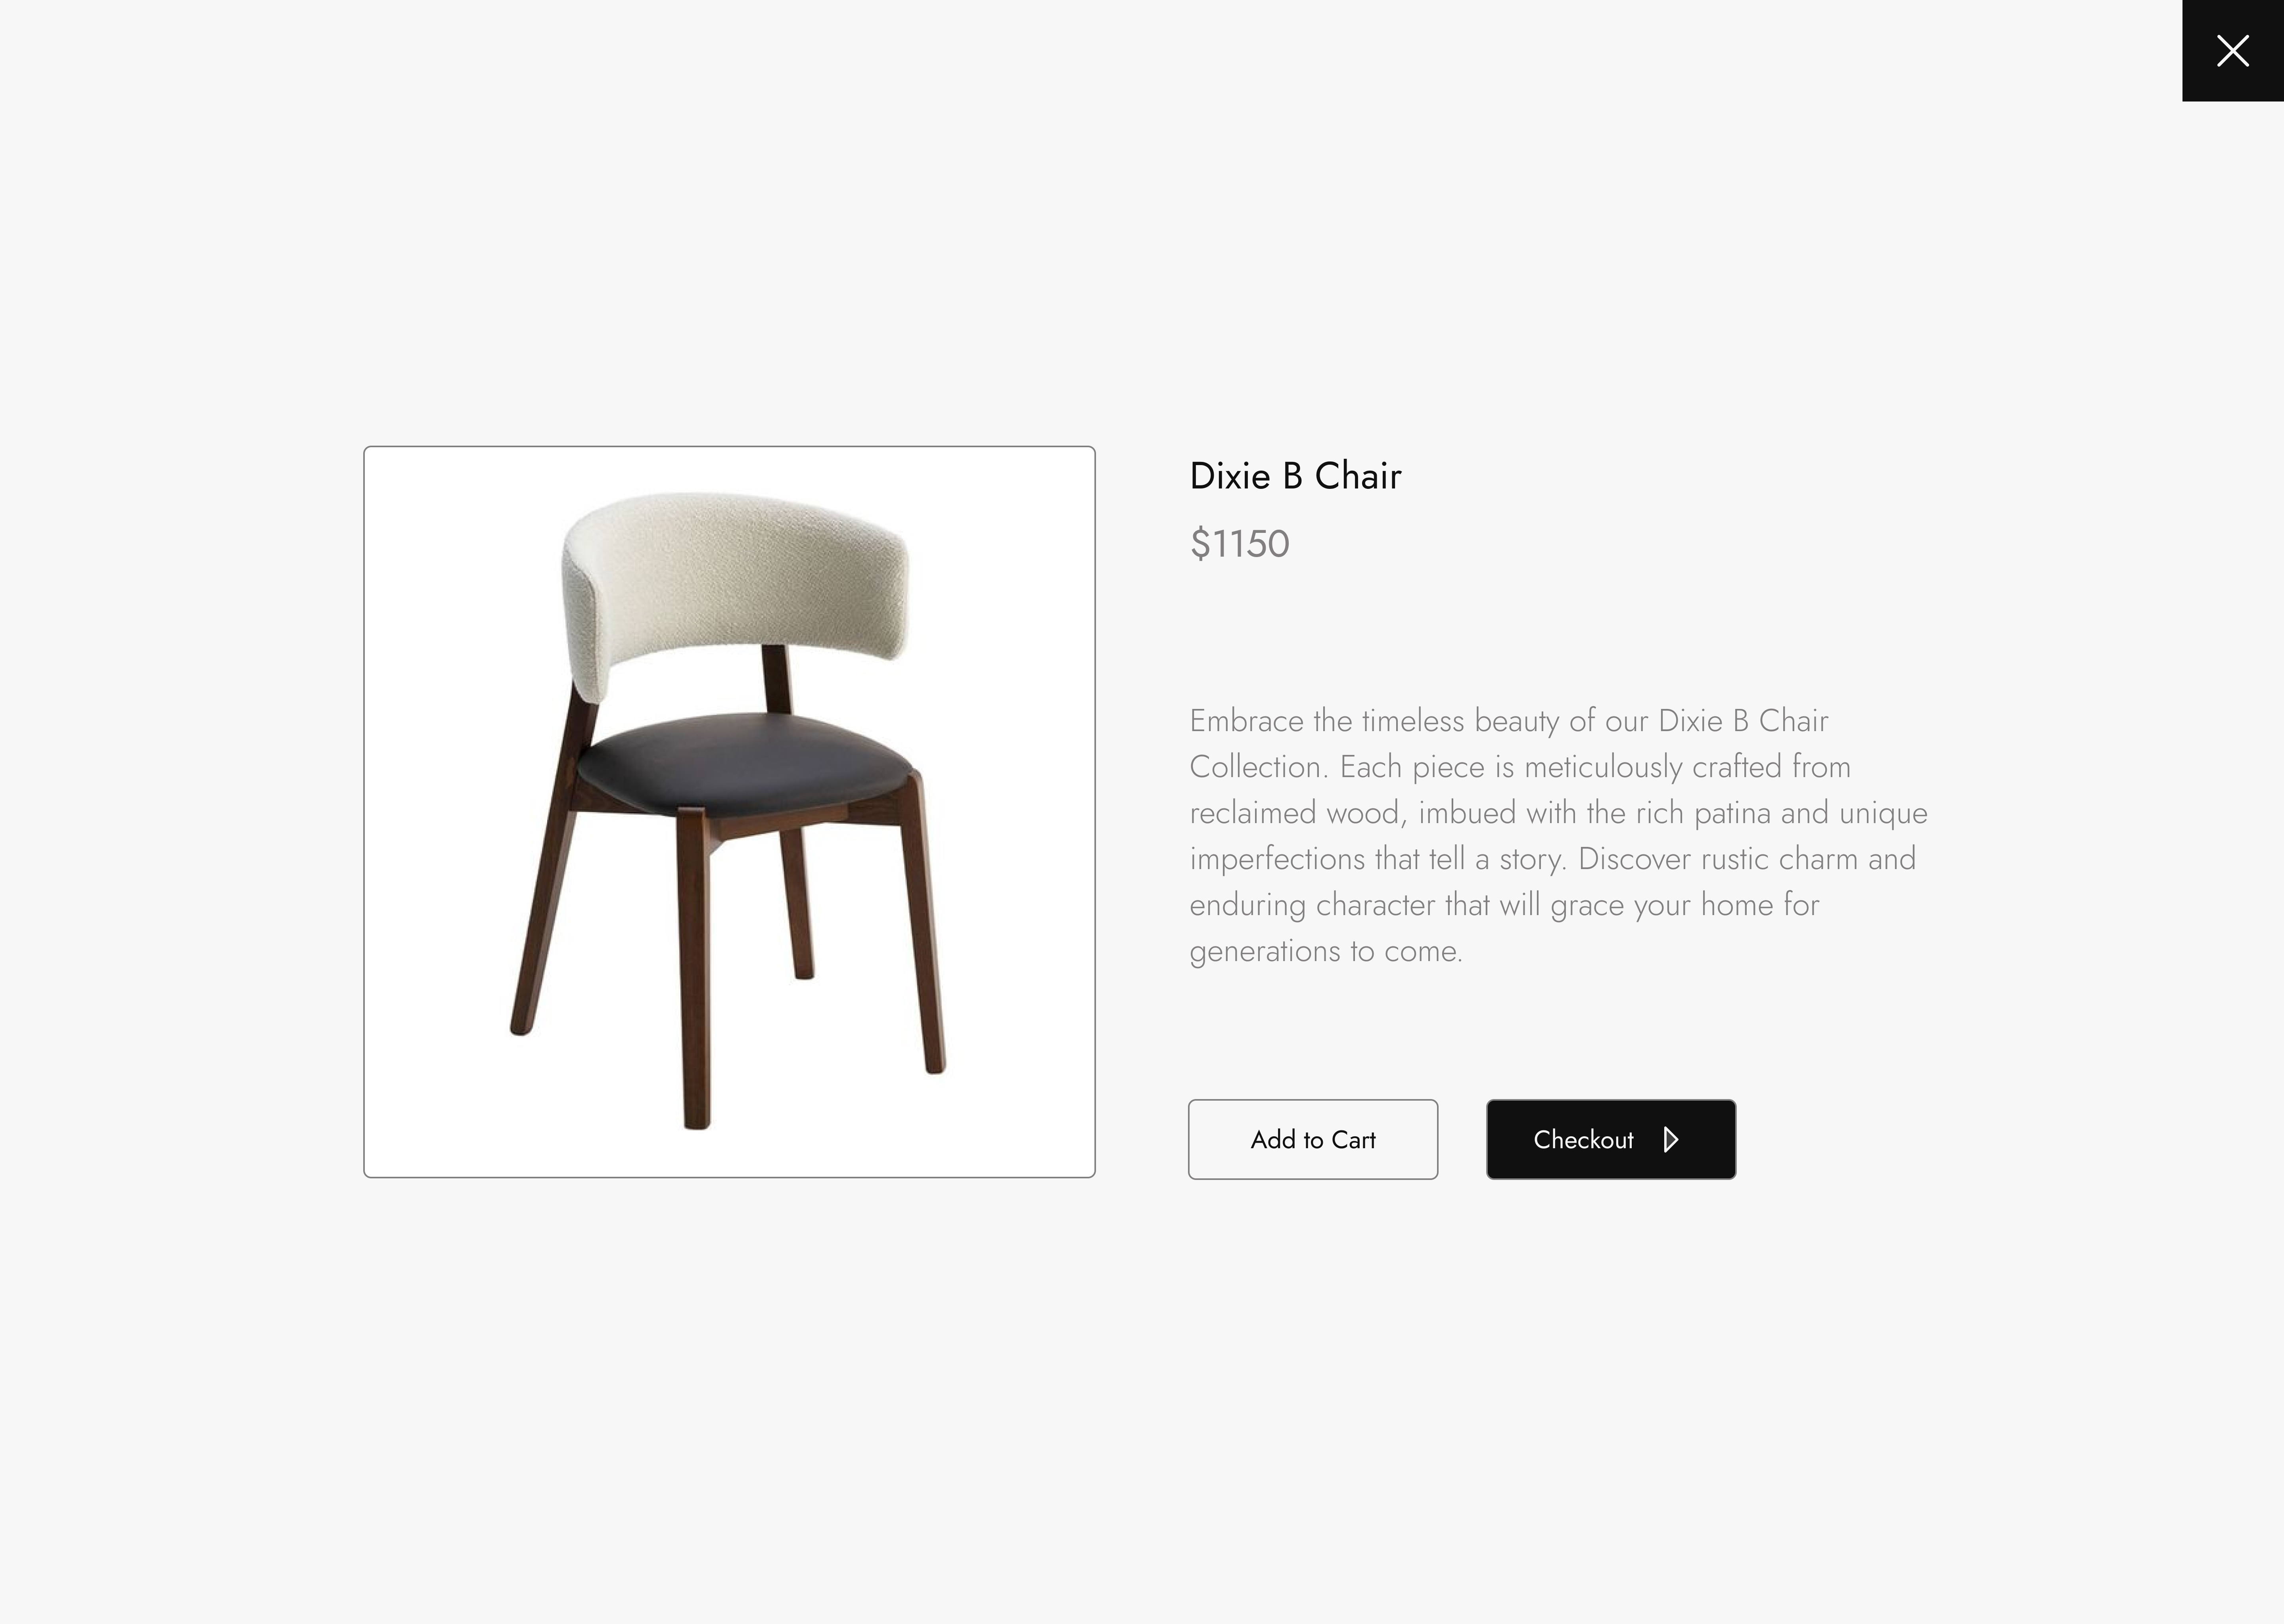 Dixie B Chair
$1150
Embrace the timeless beauty of our Dixie B Chair
Collection. Each piece is meticulously crafted from
reclaimed wood, imbued with the rich patina and unique
imperfections that tell a story. Discover rustic charm and
enduring character that will grace your home for
generations to come.
Add to Cart
Checkout